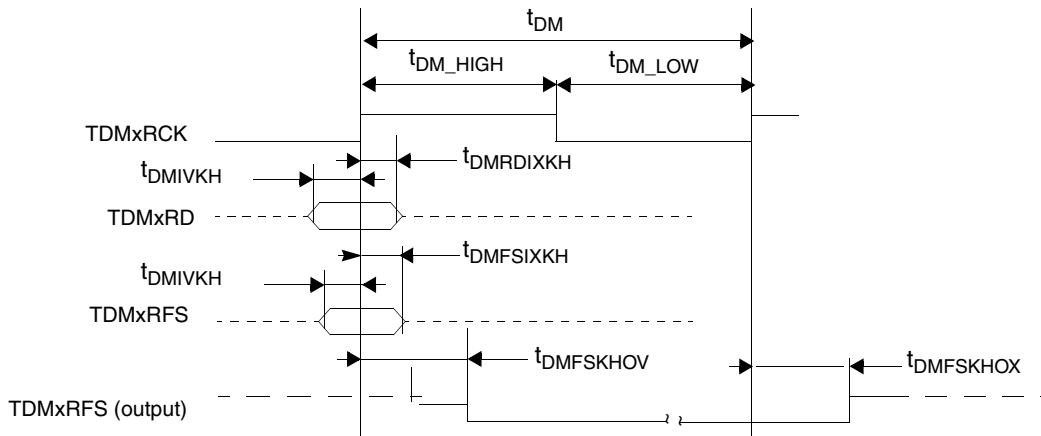 tDM
tDM_HIGH
tDM_LOW
TDMxRCK
tDMIVKH
tDMRDIXKH
TDMxRD
tDMIVKH
tDMFSIXKH
TDMxRFS
tDMFSKHOV
tDMFSKHOX
TDMxRFS (output)
~ ~